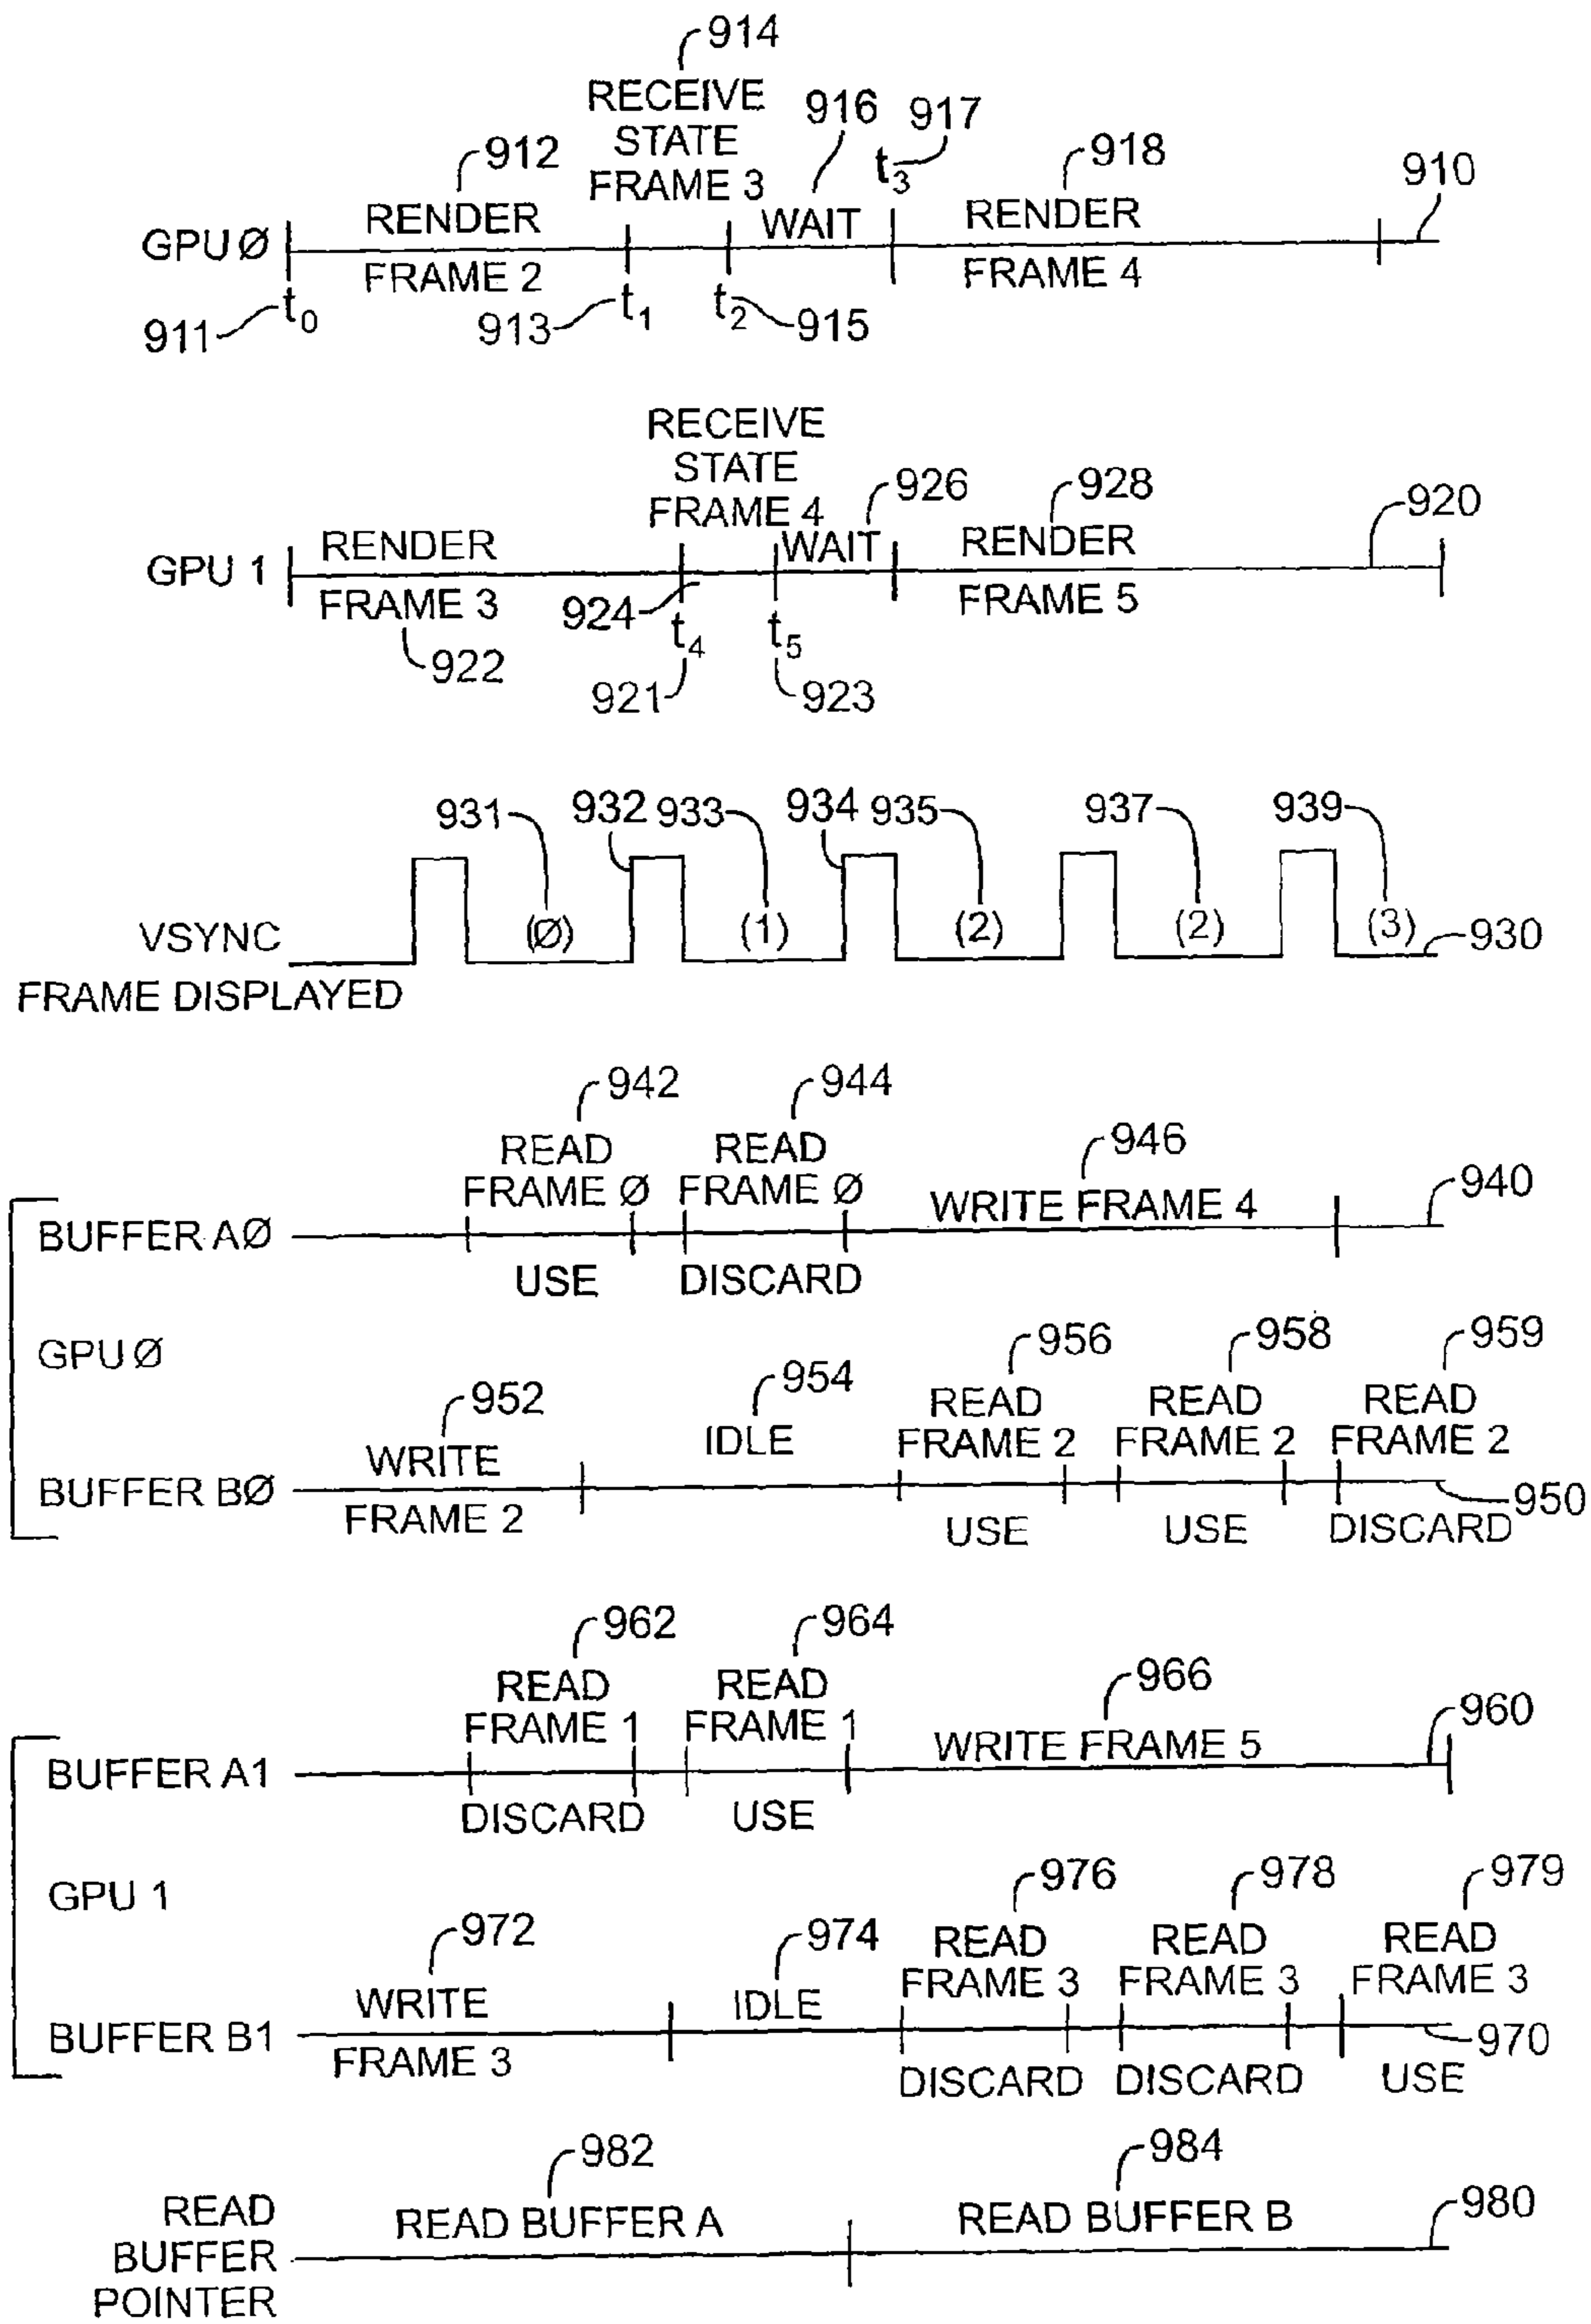 914
RECEIVE
STATE
FRAME 3
916
917
t3
912
918
910
GPU Ø
RENDER
WAIT
RENDER
FRAME 2
FRAME 4
911
t0
913
t1
t2
915
RECEIVE
STATE
FRAME 4
926
928
920
GPU 1
RENDER
WAIT
RENDER
FRAME 3
924
FRAME 5
922
t4
t5
921
923
931
932
933
934
935
937
939
VSYNC
(Ø)
(1)
(2)
(2)
(3)
930
FRAME DISPLAYED
942
944
946
READ
FRAME Ø
READ
FRAME Ø
WRITE FRAME 4
940
BUFFER AØ
USE
DISCARD
GPU Ø
952
954
956
958
959
WRITE
IDLE
READ
FRAME 2
READ
FRAME 2
READ
FRAME 2
BUFFER BØ
950
FRAME 2
USE
USE
DISCARD
962
964
966
READ
FRAME 1
READ
FRAME 1
WRITE FRAME 5
960
BUFFER A1
DISCARD
USE
GPU 1
972
974
976
978
979
WRITE
IDLE
READ
FRAME 3
READ
FRAME 3
READ
FRAME 3
BUFFER B1
970
FRAME 3
DISCARD
DISCARD
USE
982
984
READ
BUFFER
POINTER
READ BUFFER A
READ BUFFER B
980